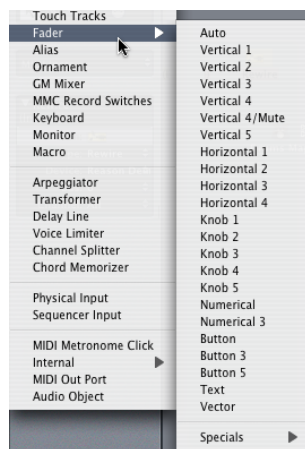 Touch Tracks
Fader
Alias
Ornament
GM Mixer
MMC Record Switches
Keyboard
Monitor
Macro
Arpeggiator
Transformer
Delay Line
Voice Limiter
Channel Splitter
Chord Memorizer
Physical Input
Sequencer Input
MIDI Metronome Click
Internal
MIDI Out Port
Audio Object
Auto
Vertical 1
Vertical 2
Vertical 3
Vertical 4
Vertical 4/Mute
Vertical 5
Horizontal 1
Horizontal 2
Horizontal 3
Horizontal 4
Knob 1
Knob 2
Knob 3
Knob 4
Knob 5
Numerical
Numerical 3
Button
Button 3
Button 5
Text
Vector
Specials